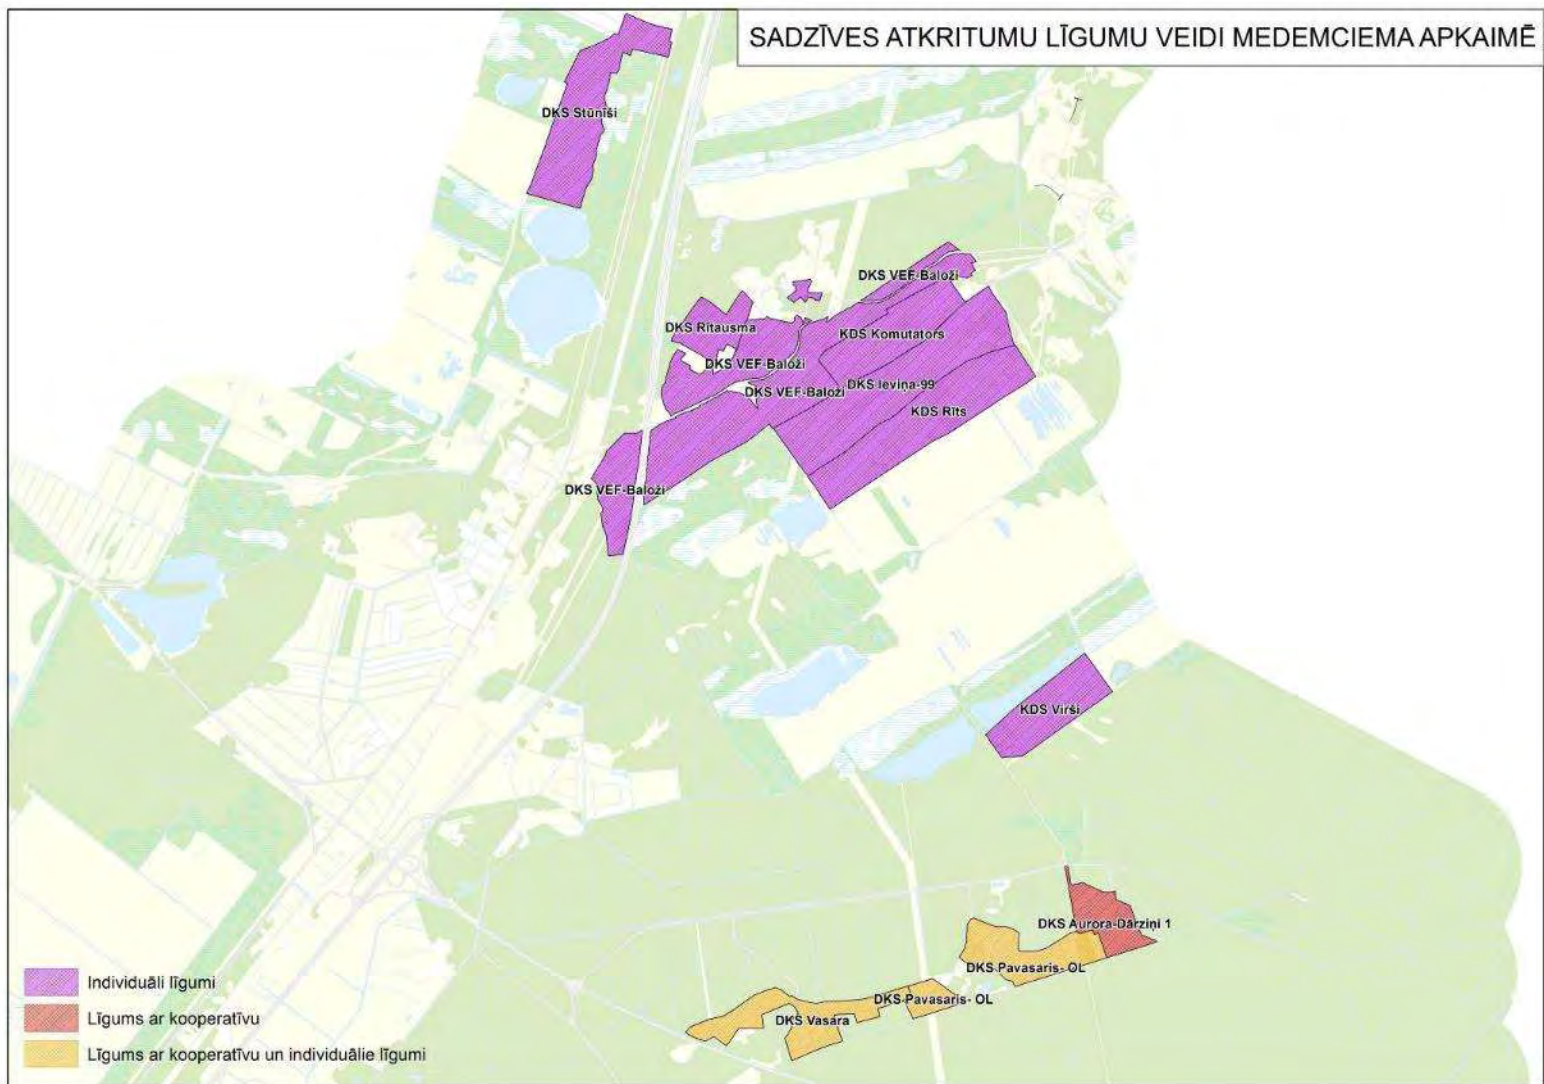 SADZĪVES ATKRITUMU LĪGUMU VEIDI MEDEMCIEMA APKAIMĒ
DKS Stūnīši
DKS VEF-Baloži
DKS Rītausma
KDS Komutators
DKS VEF-Baloži
DKS VEF-Baloži
DKS Ieviņa-99
KDS Rīts
DKS VEF-Baloži
KDS Virši
DKS Aurora-Dārziņi 1
DKS Pavasaris- OL
DKS Pavasaris- OL
DKS Vasara
Individuāli līgumi
Līgums ar kooperatīvu
Līgums ar kooperatīvu un individuālie līgumi